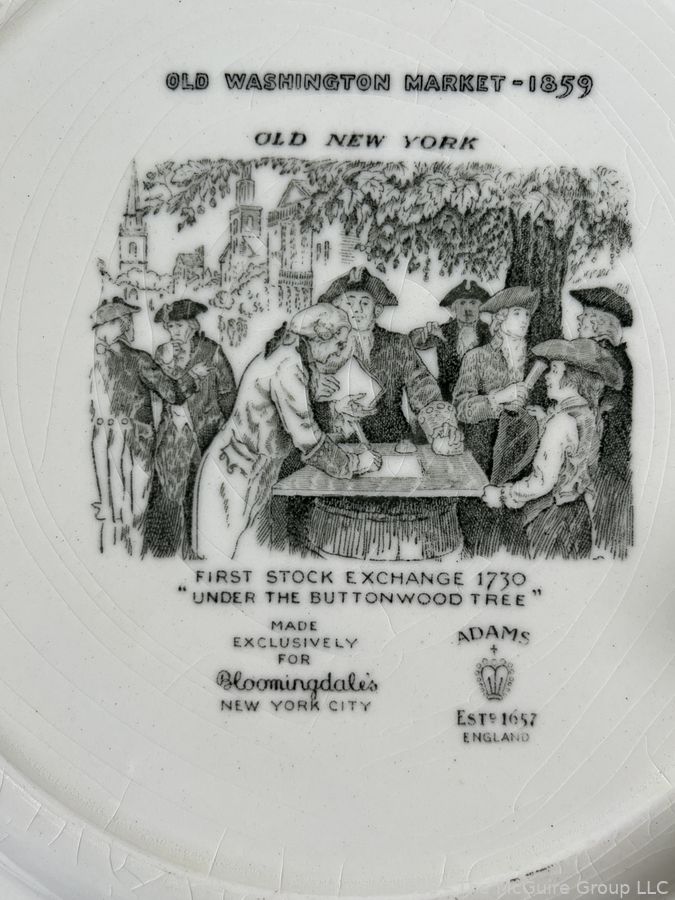 OLD WASHINGTON MARKET-1859
OLD NEW YORK
FIRST STOCK EXCHANGE 1730
"UNDER THE BUTTONWOOD TREE"
MADE
EXCLUSIVELY
FOR
Bloomingdale's
NEW YORK CITY
ADAMS
ESTD 1657
ENGLAND
McGuire Group LLC